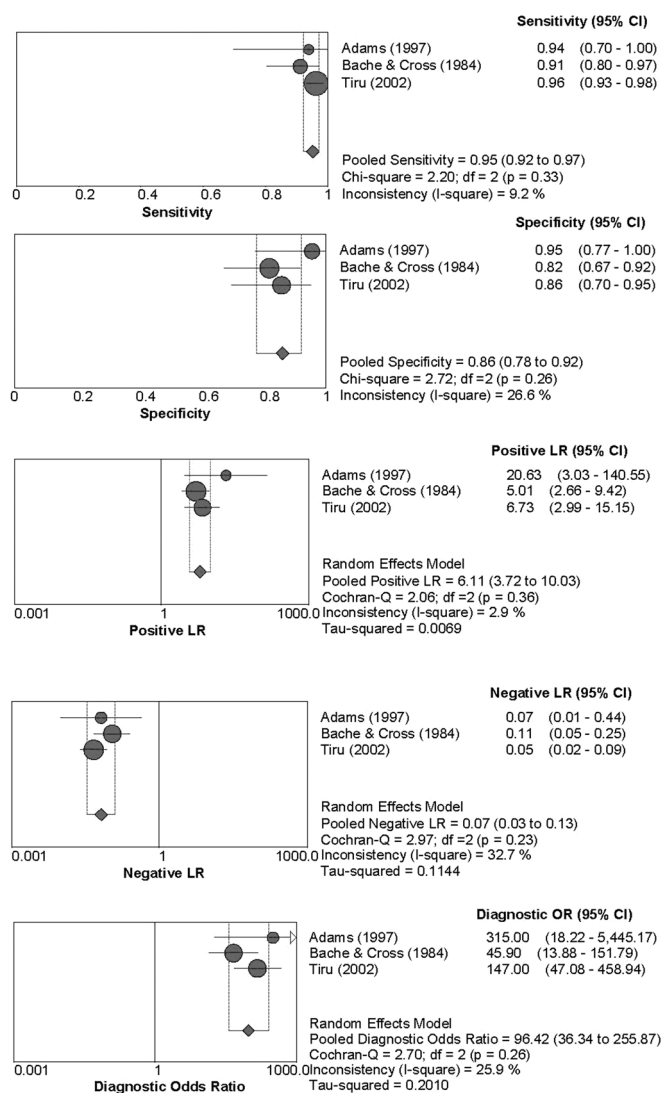 Sensitivity (95% CI)
Adams (1997) 0.94 (0.70 - 1.00)
Bache & Cross (1984) 0.91 (0.80 - 0.97)
Tiru (2002) 0.96 (0.93 - 0.98)
Pooled Sensitivity = 0.95 (0.92 to 0.97)
Chi-square = 2.20; df = 2 (p = 0.33)
Inconsistency (I-square) = 9.2 %
0 0.2 0.4 0.6 0.8 1
Sensitivity
Specificity (95% CI)
Adams (1997) 0.95 (0.77 - 1.00)
Bache & Cross (1984) 0.82 (0.67 - 0.92)
Tiru (2002) 0.86 (0.70 - 0.95)
Pooled Specificity = 0.86 (0.78 to 0.92)
Chi-square = 2.72; df =2 (p = 0.26)
Inconsistency (I-square) = 26.6 %
0 0.2 0.4 0.6 0.8 1
Specificity
Positive LR (95% CI)
Adams (1997) 20.63 (3.03 - 140.55)
Bache & Cross (1984) 5.01 (2.66 - 9.42)
Tiru (2002) 6.73 (2.99 - 15.15)
Random Effects Model
Pooled Positive LR = 6.11 (3.72 to 10.03)
Cochran-Q = 2.06; df =2 (p = 0.36)
Inconsistency (I-square) = 2.9 %
Tau-squared = 0.0069
0.001 1 1000.0
Positive LR
Negative LR (95% CI)
Adams (1997) 0.07 (0.01 - 0.44)
Bache & Cross (1984) 0.11 (0.05 - 0.25)
Tiru (2002) 0.05 (0.02 - 0.09)
Random Effects Model
Pooled Negative LR = 0.07 (0.03 to 0.13)
Cochran-Q = 2.97; df =2 (p = 0.23)
Inconsistency (I-square) = 32.7 %
Tau-squared = 0.1144
0.001 1 1000.0
Negative LR
Diagnostic OR (95% CI)
Adams (1997) 315.00 (18.22 - 5,445.17)
Bache & Cross (1984) 45.90 (13.88 - 151.79)
Tiru (2002) 147.00 (47.08 - 458.94)
Random Effects Model
Pooled Diagnostic Odds Ratio = 96.42 (36.34 to 255.87)
Cochran-Q = 2.70; df = 2 (p = 0.26)
Inconsistency (I-square) = 25.9 %
Tau-squared = 0.2010
0.001 1 1000.0
Diagnostic Odds Ratio